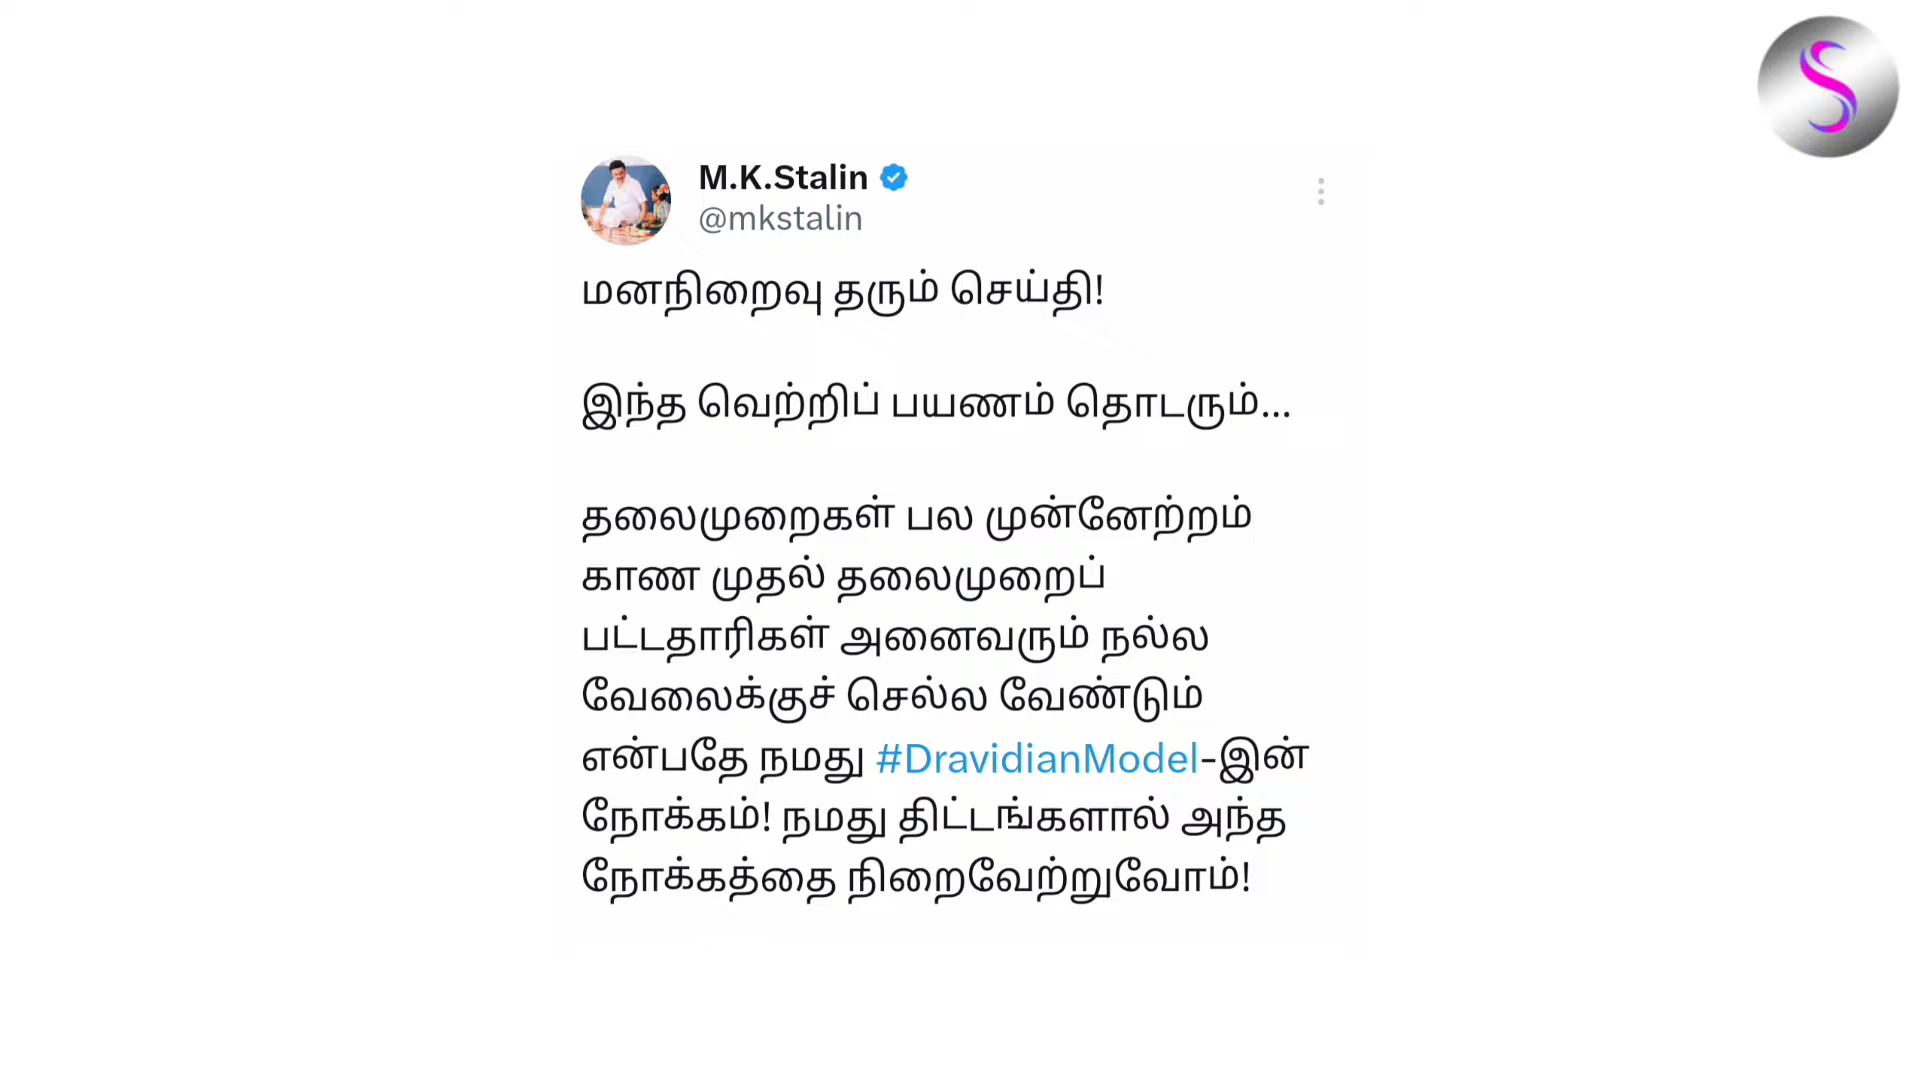 M.K.Stalin
@mkstalin
மனநிறைவு தரும் செய்தி!
இந்த வெற்றிப் பயணம் தொடரும்...
தலைமுறைகள் பல முன்னேற்றம்
காண முதல் தலைமுறைப்
பட்டதாரிகள் அனைவரும் நல்ல
வேலைக்குச் செல்ல வேண்டும்
என்பதே நமது #DravidianModel-இன்
நோக்கம்! நமது திட்டங்களால் அந்த
நோக்கத்தை நிறைவேற்றுவோம்!
S